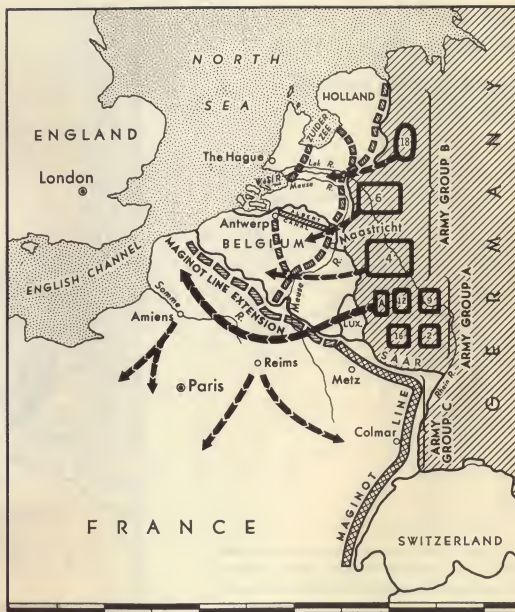 NORTH
SEA
ENGLAND
London
ENGLISH CHANNEL
HOLLAND
ZUIDER ZEE
The Hague
Lek R.
Waal R.
Meuse R.
18
6
4
ARMY GROUP B
GERMANY
Antwerp
ALBERT CANAL
BELGIUM
Maastricht
Meuse R.
MAGINOT LINE EXTENSION
LUX.
12
9
16
2
ARMY GROUP A
SAAR
Rhein R.
Somme R.
Amiens
Reims
Paris
Metz
Colmar
MAGINOT LINE
ARMY GROUP C
FRANCE
SWITZERLAND